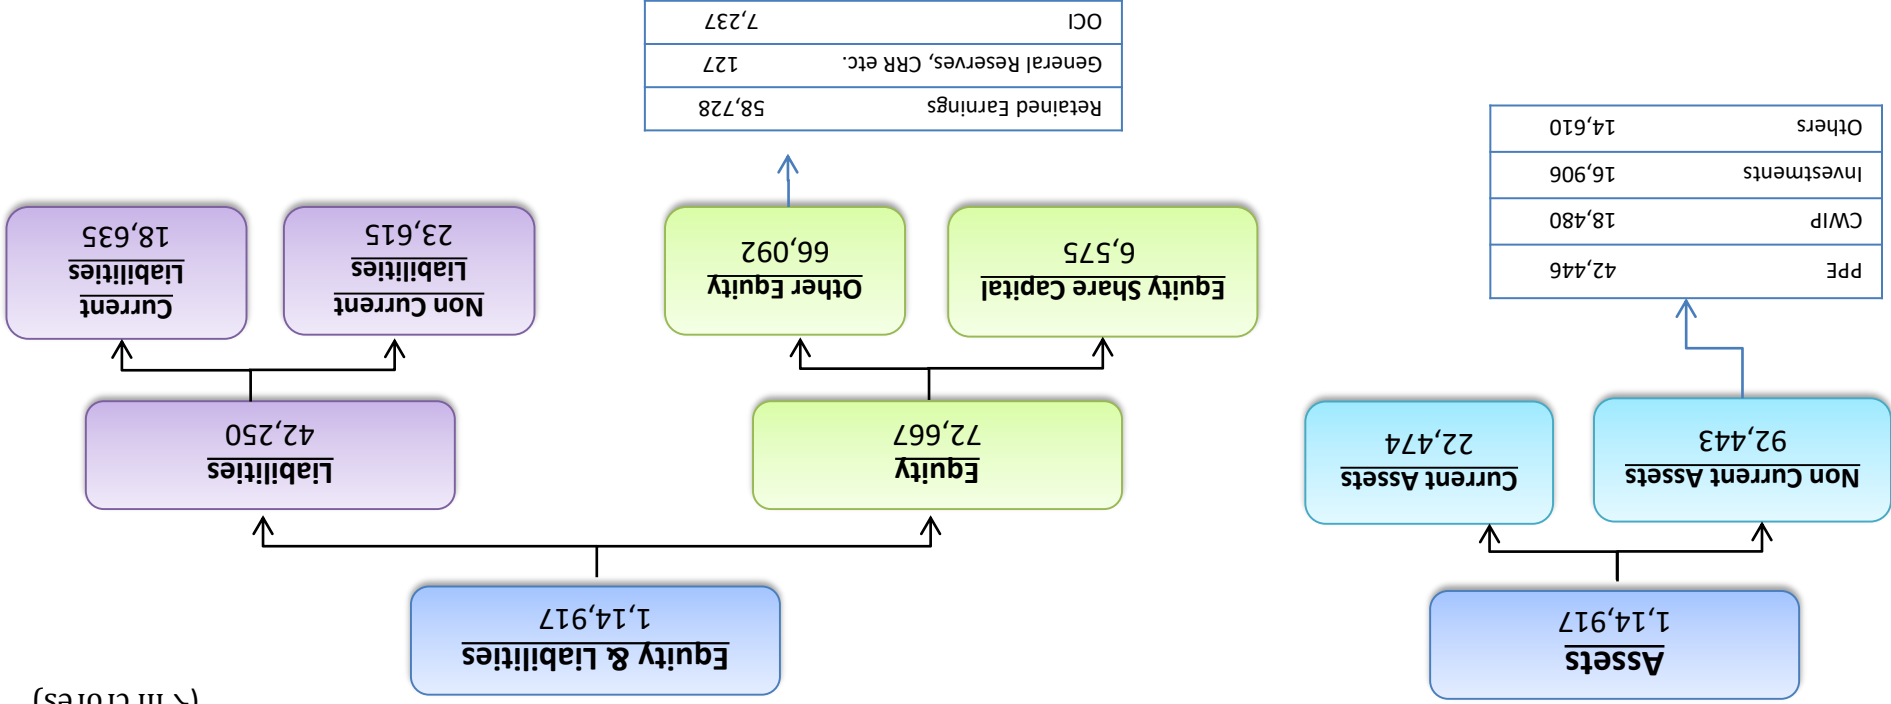 (₹ in crores)
Assets
1,14,917
Equity & Liabilities
1,14,917
Non Current Assets
92,443
Current Assets
22,474
Equity
72,667
Liabilities
42,250
PPE 42,446
CWIP 18,480
Investments 16,906
Others 14,610
Equity Share Capital
6,575
Other Equity
66,092
Non Current
Liabilities
23,615
Current
Liabilities
18,635
Retained Earnings 58,728
General Reserves, CRR etc. 127
OCI 7,237